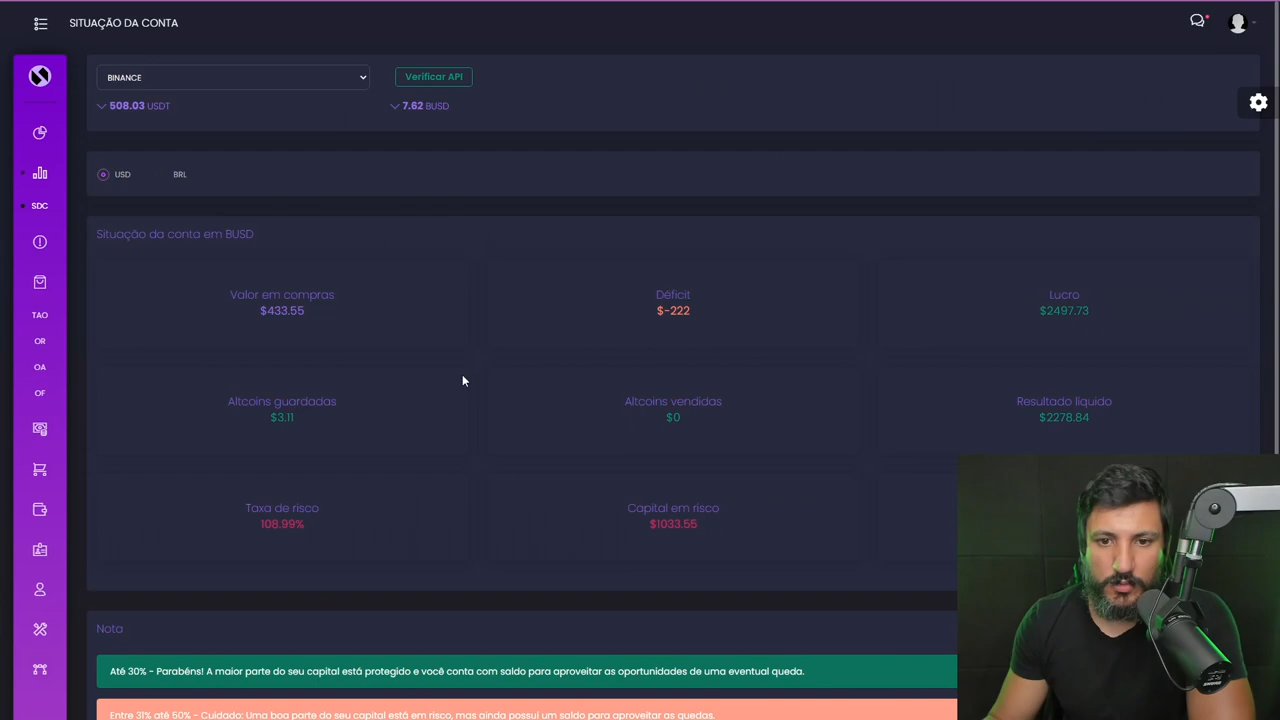 SITUAÇÃO DA CONTA
BINANCE
Verificar API
508.03 USDT
7.62 BUSD
USD
BRL
SDC
TAO
OR
OA
OF
Situação da conta em BUSD
Valor em compras
$433.55
Déficit
$-222
Lucro
$2497.73
Altcoins guardadas
$3.11
Altcoins vendidas
$0
Resultado líquido
$2278.84
Taxa de risco
108.99%
Capital em risco
$1033.55
Nota
Até 30% - Parabéns! A maior parte do seu capital está protegido e você conta com saldo para aproveitar as oportunidades de uma eventual queda.
Entre 31% até 50% - Cuidado: Uma boa parte do seu capital está em risco, mas ainda possuí um saldo para aproveitar as quedas.